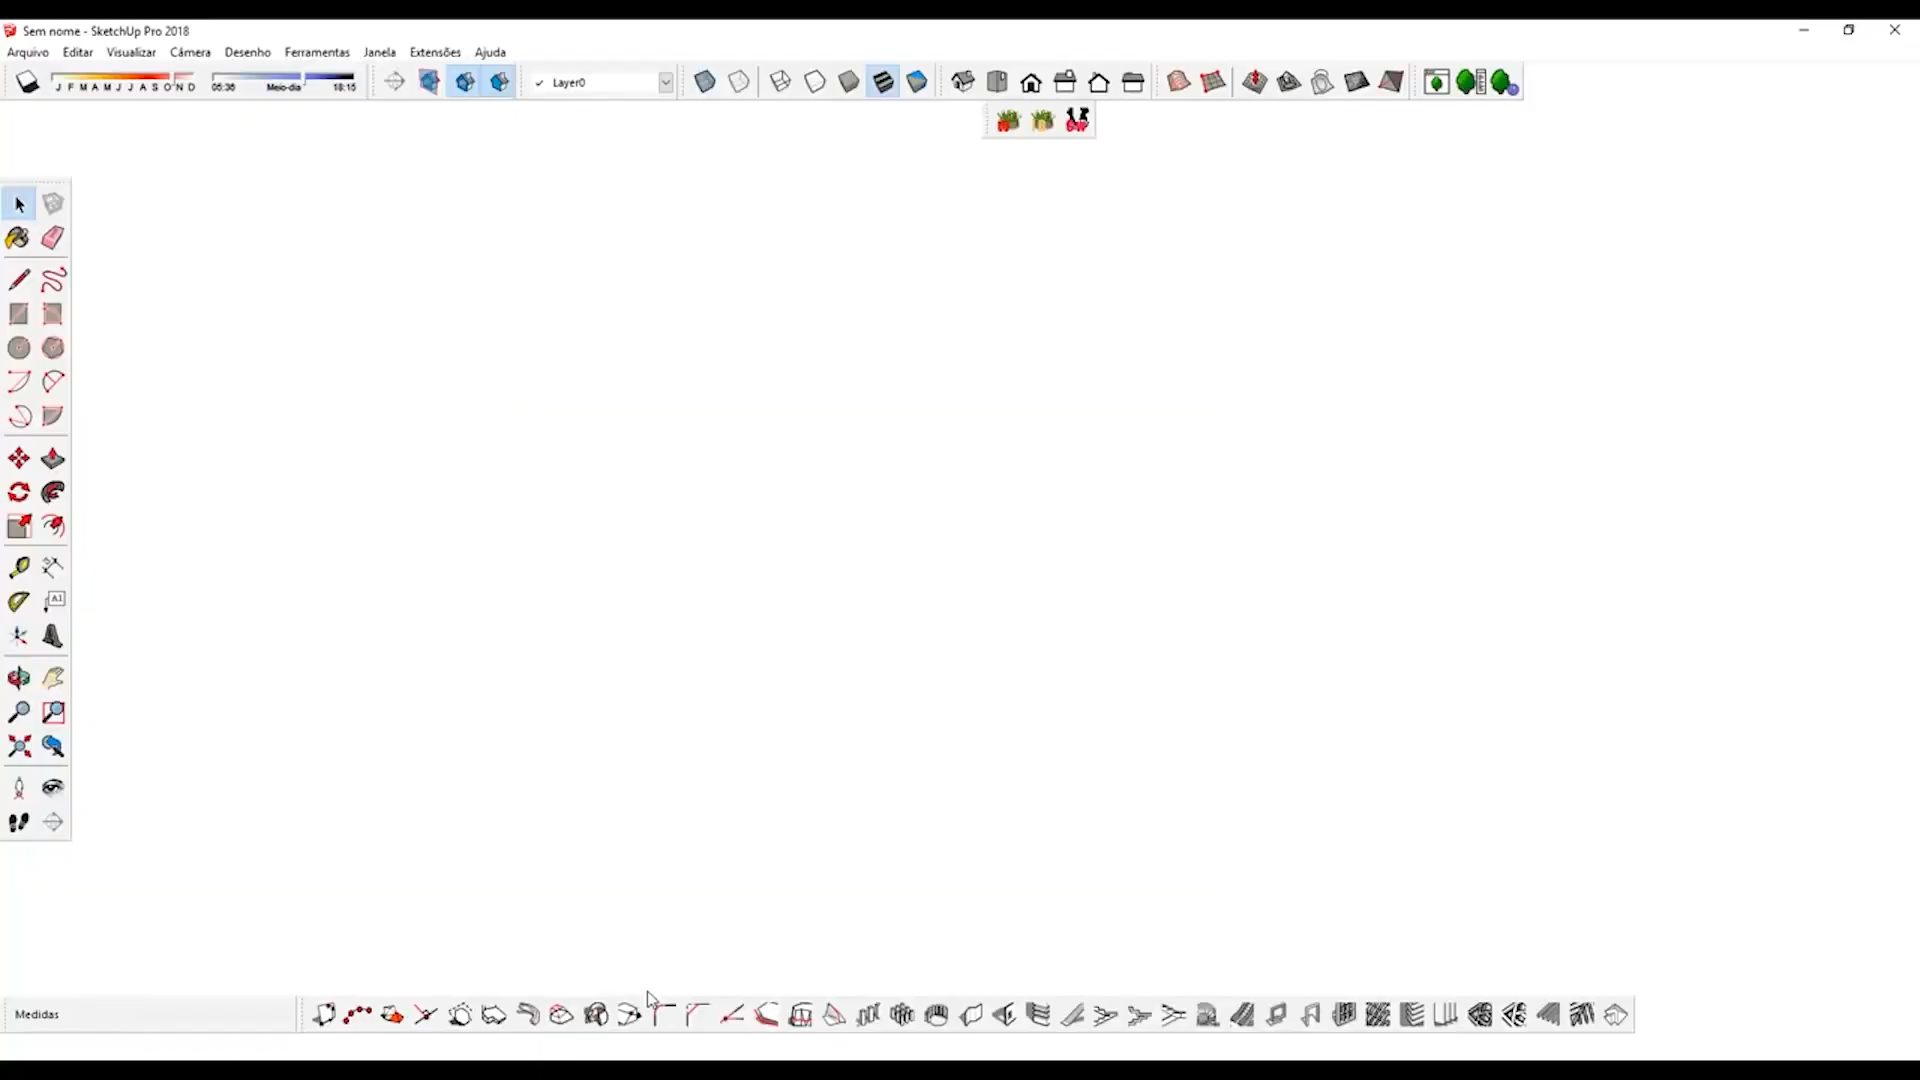 Sem nome - SketchUp Pro 2018
Arquivo Editar Visualizar Câmera Desenho Ferramentas Janela Extensões Ajuda
J F M A M J J A S O N D 05:36 Meio-dia 18:15 Layer0
A1
Medidas